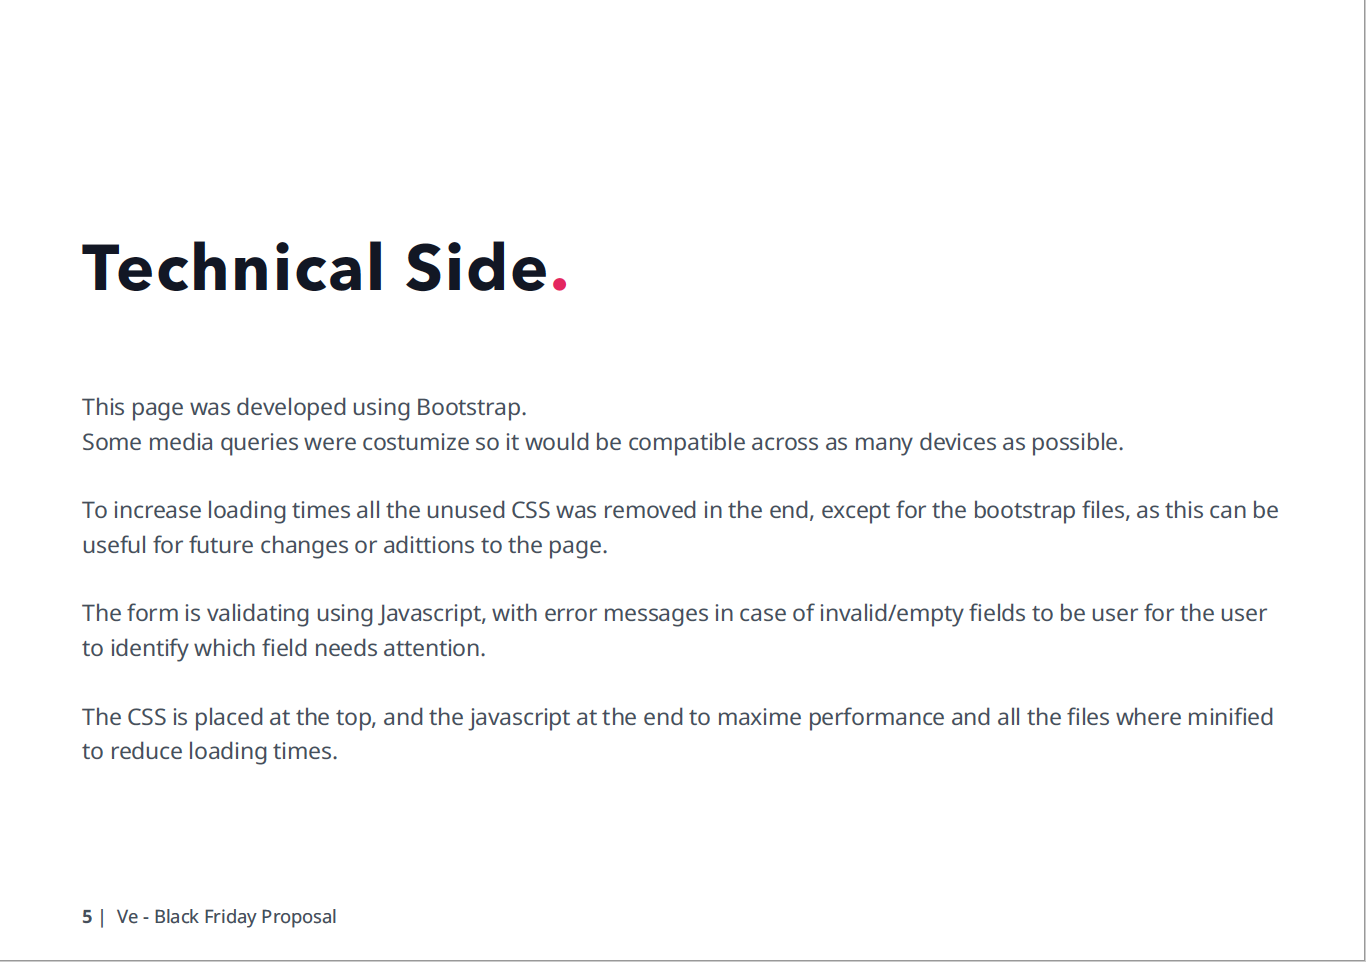 Technical Side.
This page was developed using Bootstrap.
Some media queries were costumize so it would be compatible across as many devices as possible.
To increase loading times all the unused CSS was removed in the end, except for the bootstrap files, as this can be
useful for future changes or adittions to the page.
The form is validating using Javascript, with error messages in case of invalid/empty fields to be user for the user
to identify which field needs attention.
The CSS is placed at the top, and the javascript at the end to maxime performance and all the files where minified
to reduce loading times.
5 | Ve - Black Friday Proposal